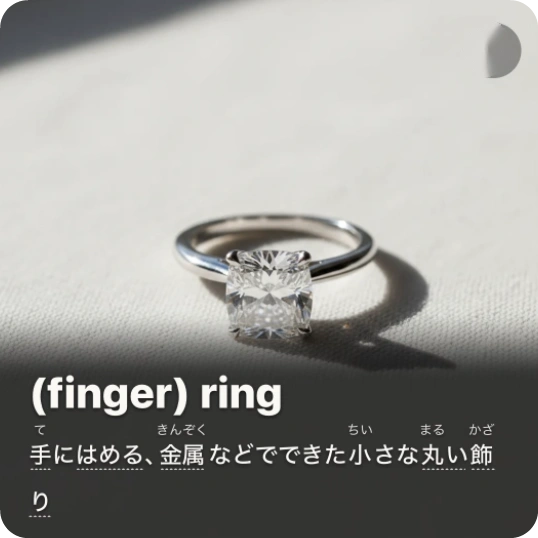 (finger) ring
て きんぞく ちい まる かざ
手にはめる、金属などでできた小さな丸い飾
り